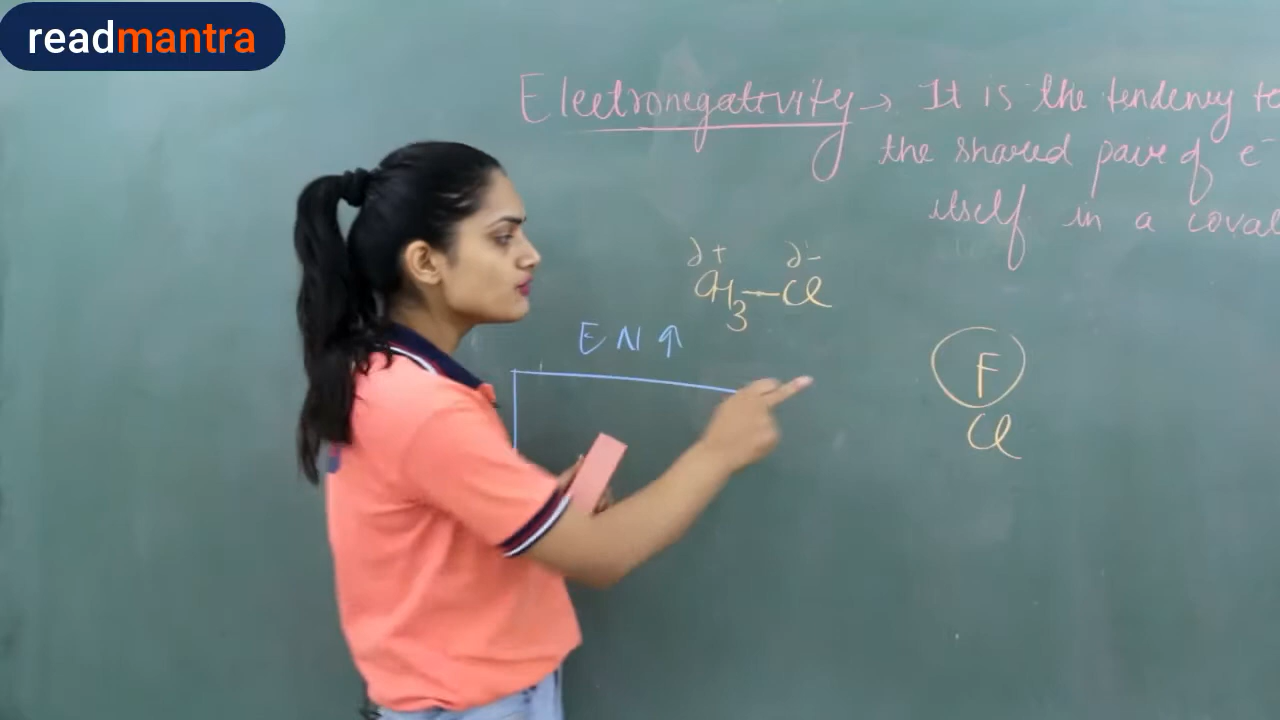 readmantra
Electronegativity → It is the tendency to
the shared pair of e⁻
itself in a coval
δ+ δ-
CH₃—Cl
EN↑
F
Cl